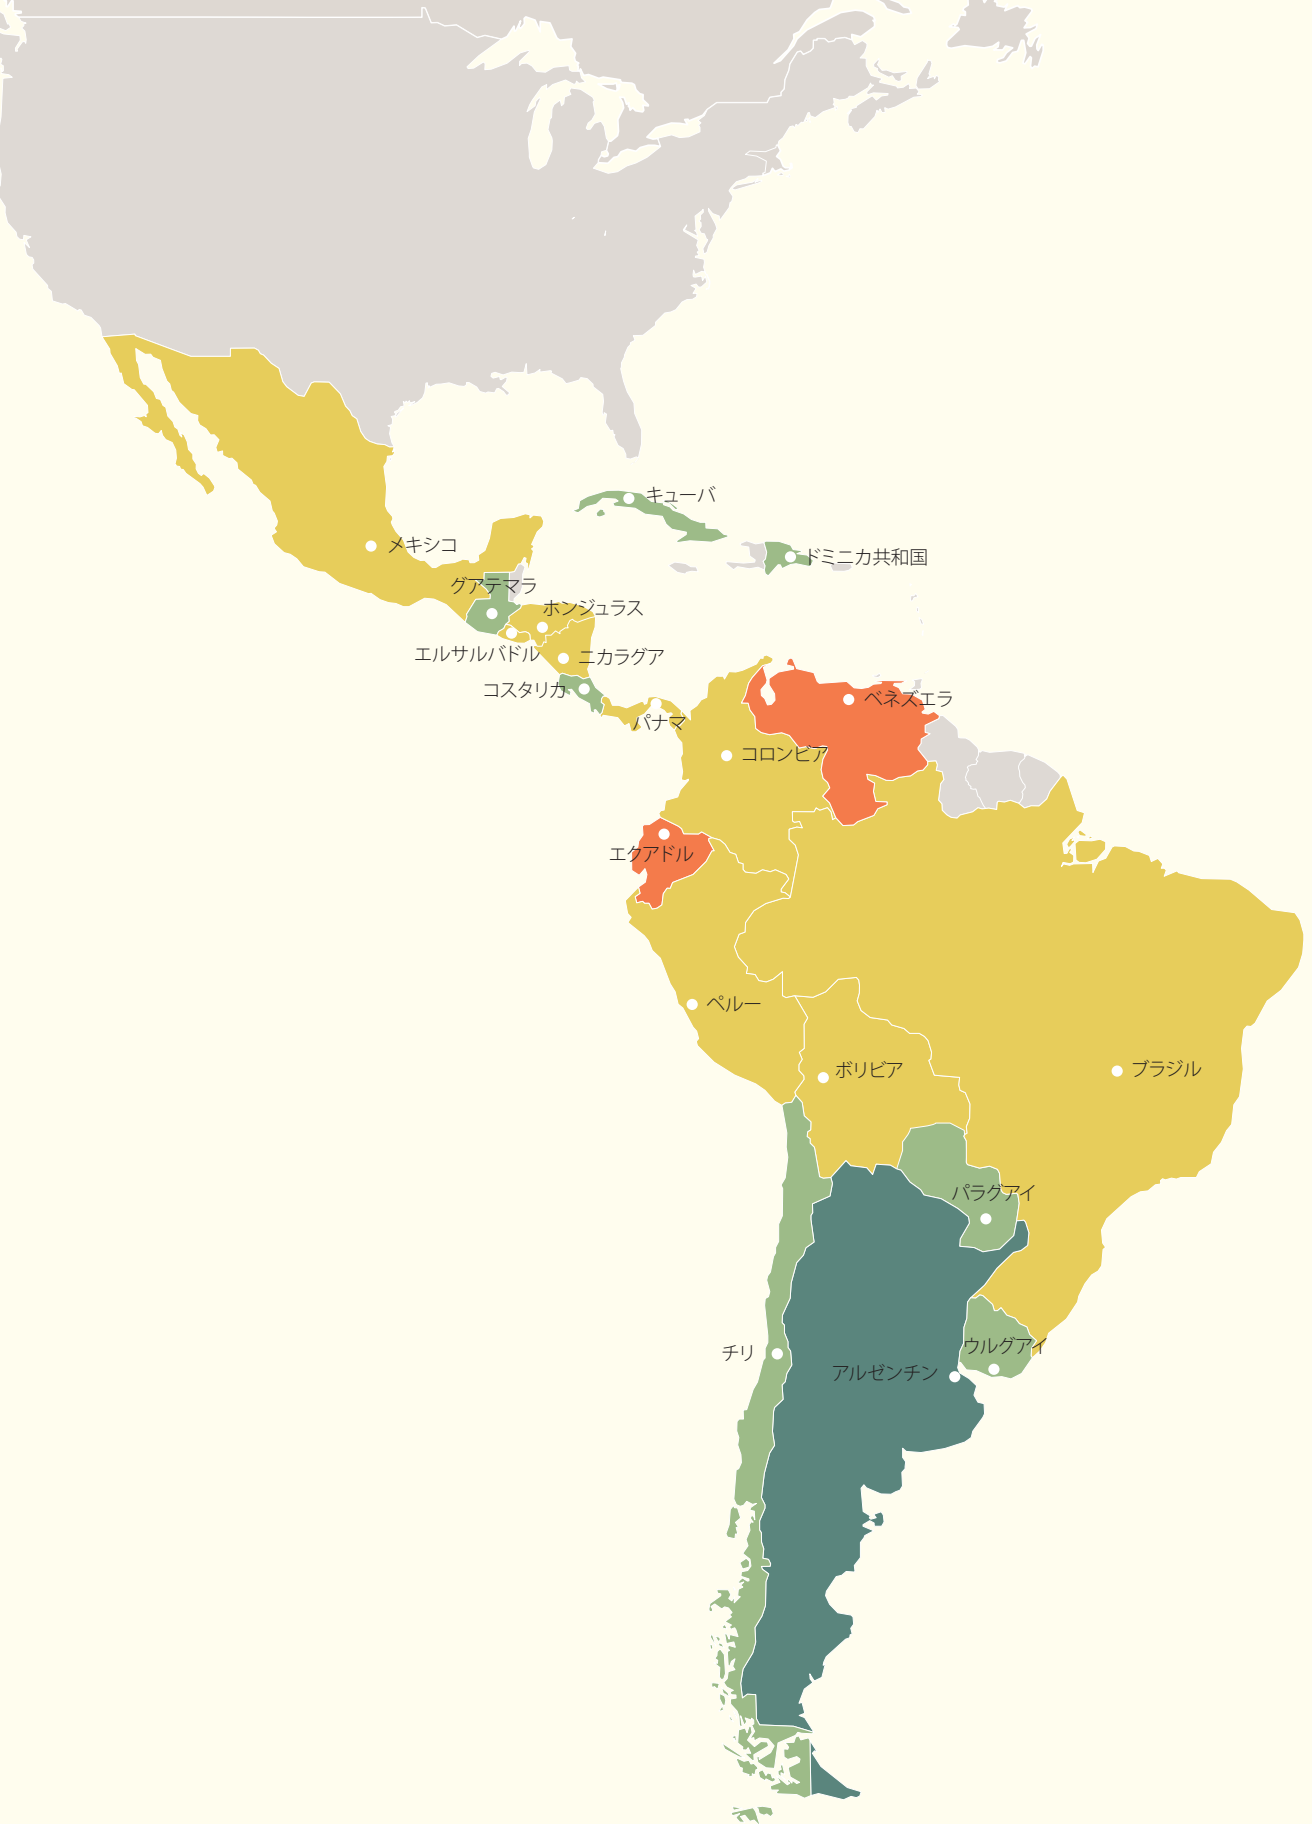 キューバ
メキシコ
ドミニカ共和国
グアテマラ
ホンジュラス
エルサルバドル
ニカラグア
コスタリカ
ベネズエラ
パナマ
コロンビア
エクアドル
ペルー
ボリビア
ブラジル
パラグアイ
ウルグアイ
チリ
アルゼンチン